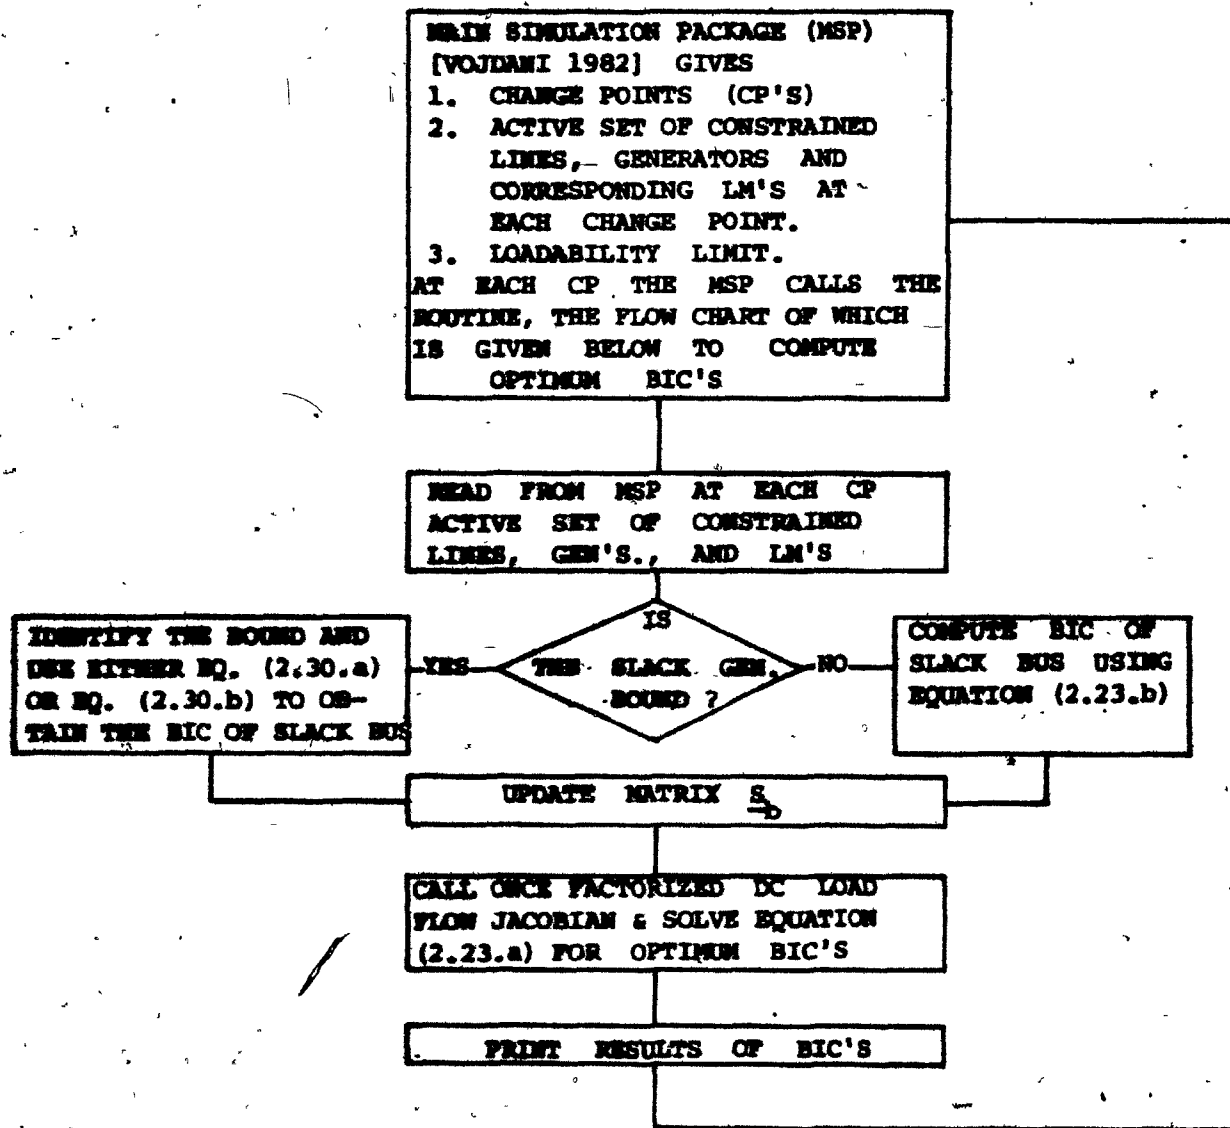 MAIN SIMULATION PACKAGE (MSP)
[VOJDANI 1982] GIVES
1. CHANGE POINTS (CP'S)
2. ACTIVE SET OF CONSTRAINED
LINES, GENERATORS AND
CORRESPONDING LM'S AT
EACH CHANGE POINT.
3. LOADABILITY LIMIT.
AT EACH CP THE MSP CALLS THE
ROUTINE, THE FLOW CHART OF WHICH
IS GIVEN BELOW TO COMPUTE
OPTIMUM BIC'S
READ FROM MSP AT EACH CP
ACTIVE SET OF CONSTRAINED
LINES, GEN'S., AND LM'S
IS
THE SLACK GEN.
BOUND ?
YES
NO
IDENTIFY THE BOUND AND
USE EITHER EQ. (2.30.a)
OR EQ. (2.30.b) TO OB-
TAIN THE BIC OF SLACK BUS
COMPUTE BIC OF
SLACK BUS USING
EQUATION (2.23.b)
UPDATE MATRIX S_b
CALL ONCE FACTORIZED DC LOAD
FLOW JACOBIAN & SOLVE EQUATION
(2.23.a) FOR OPTIMUM BIC'S
PRINT RESULTS OF BIC'S